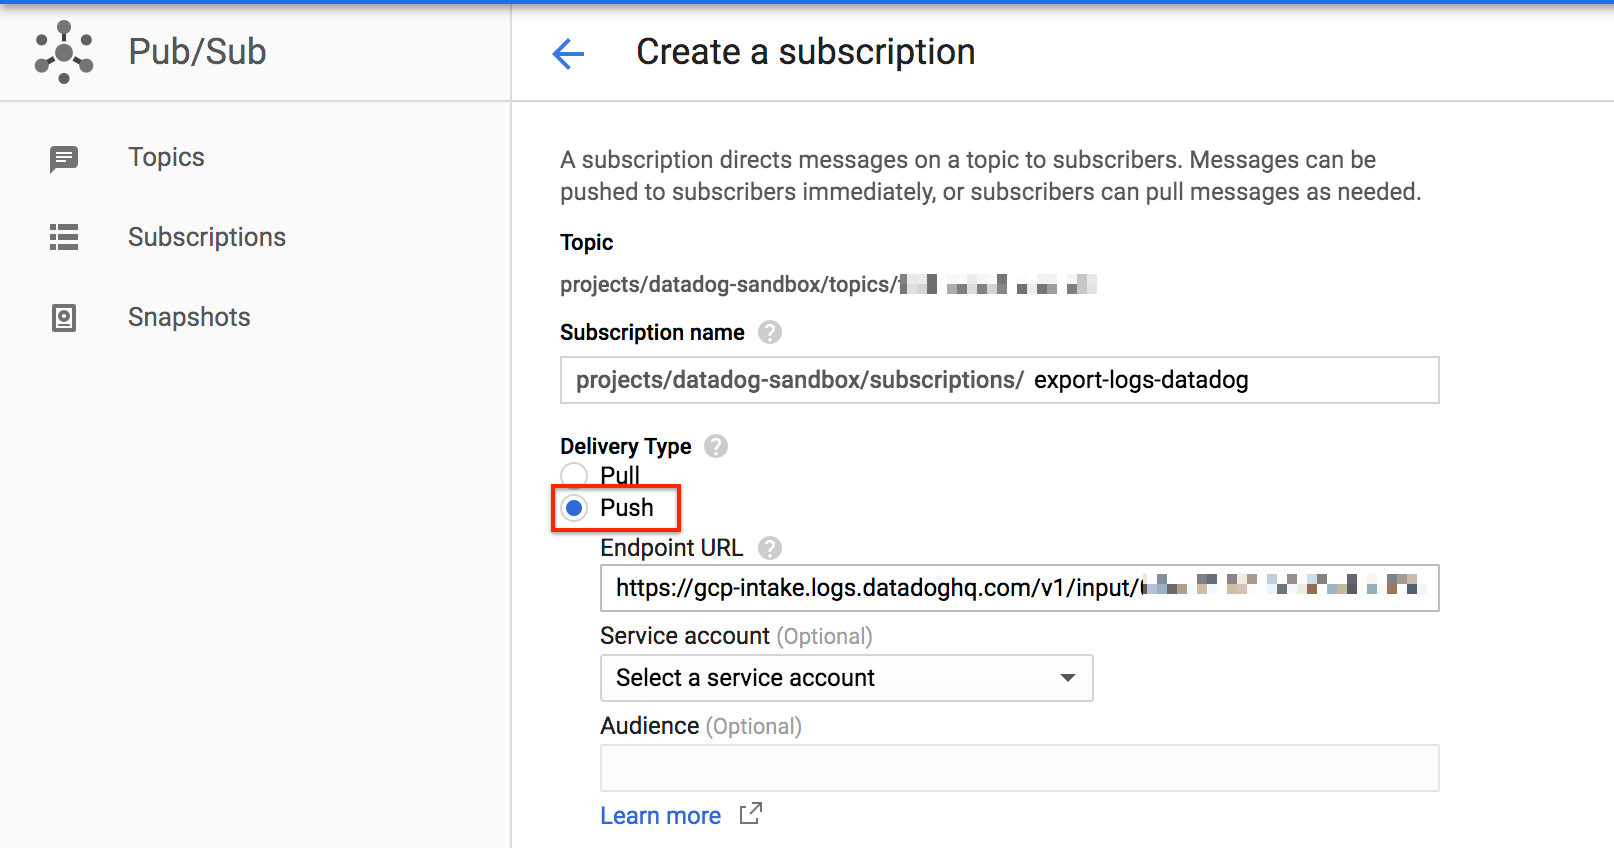 Pub/Sub
Create a subscription
Topics
Subscriptions
Snapshots
A subscription directs messages on a topic to subscribers. Messages can be
pushed to subscribers immediately, or subscribers can pull messages as needed.
Topic
projects/datadog-sandbox/topics/
Subscription name ?
projects/datadog-sandbox/subscriptions/ export-logs-datadog
Delivery Type ?
Pull
Push
Endpoint URL ?
https://gcp-intake.logs.datadoghq.com/v1/input/
Service account (Optional)
Select a service account
Audience (Optional)
Learn more